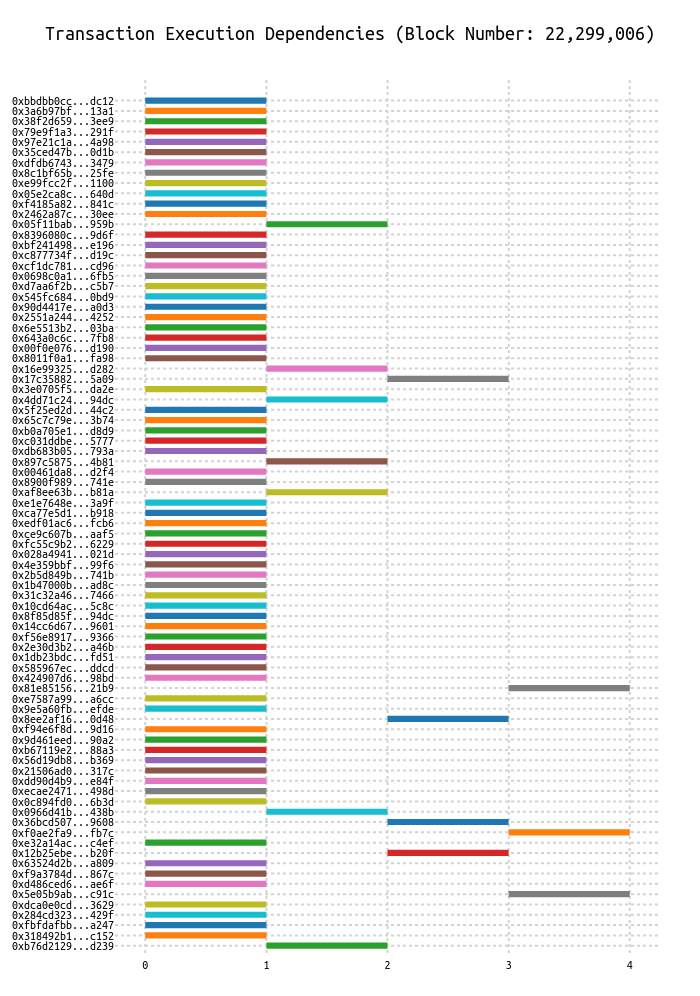 Transaction Execution Dependencies (Block Number: 22,299,006)
0xbbdbb0cc...dc12
0x3a6b97bf...13a1
0x38f2d659...3ee9
0x79e9f1a3...291f
0x97e21c1a...4a98
0x35ced47b...0d1b
0xdfdb6743...3479
0x8c1bf65b...25fe
0xe99fcc2f...1100
0x05e2ca8c...640d
0xf4185a82...841c
0x2462a87c...30ee
0x05f11bab...959b
0x8396080c...9d6f
0xbf241498...e196
0xc877734f...d19c
0xcf1dc781...cd96
0x0698c0a1...6fb5
0xd7aa6f2b...c5b7
0x545fc684...0bd9
0x90d4417e...a0d3
0x2551a244...4252
0x6e5513b2...03ba
0x643a0c6c...7fb8
0x00f0e076...d190
0x8011f0a1...fa98
0x16e99325...d282
0x17c35882...5a09
0x3e0705f5...da2e
0x4dd71c24...94dc
0x5f25ed2d...44c2
0x65c7c79e...3b74
0xb0a705e1...d8d9
0xc031ddbe...5777
0xdb683b05...793a
0x897c5875...4b81
0x00461da8...d2f4
0x8900f989...741e
0xaf8ee63b...b81a
0xe1e7648e...3a9f
0xca77e5d1...b918
0xedf01ac6...fcb6
0xce9c607b...aaf5
0xfc55c9b2...6229
0x028a4941...021d
0x4e359bbf...99f6
0x2b5d849b...741b
0x1b47000b...ad8c
0x31c32a46...7466
0x10cd64ac...5c8c
0x8f85d85f...94dc
0x14cc6d67...9601
0xf56e8917...9366
0x2e30d3b2...a46b
0x1db23bdc...fd51
0x585967ec...ddcd
0x424907d6...98bd
0x81e85156...21b9
0xe7587a99...a6cc
0x9e5a60fb...efde
0x8ee2af16...0d48
0xf94e6f8d...9d16
0x9d461eed...90a2
0xb67119e2...88a3
0x56d19db8...b369
0x21506ad0...317c
0xdd90d4b9...e84f
0xecae2471...498d
0x0c894fd0...6b3d
0x0966d41b...438b
0x36bcd507...9608
0xf0ae2fa9...fb7c
0xe32a14ac...c4ef
0x12b25ebe...b20f
0x63524d2b...a809
0xf9a3784d...867c
0xd486ced6...ae6f
0x5e05b9ab...c91c
0xdca0e0cd...3629
0x284cd323...429f
0xfbfdafbb...a247
0x318492b1...c152
0xb76d2129...d239
0 1 2 3 4